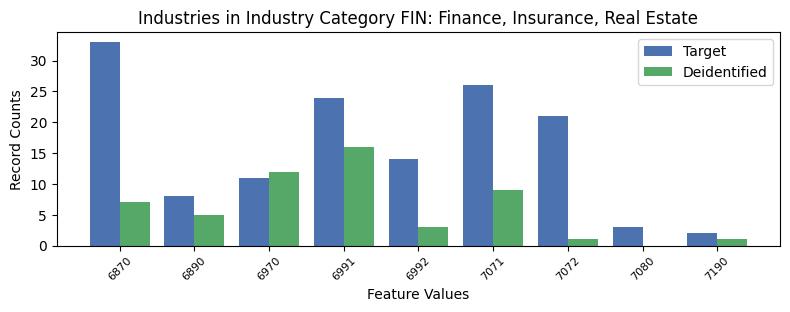 Industries in Industry Category FIN: Finance, Insurance, Real Estate
Target
Deidentified
Record Counts
30
25
20
15
10
5
0
6870 6890 6970 6991 6992 7071 7072 7080 7190
Feature Values